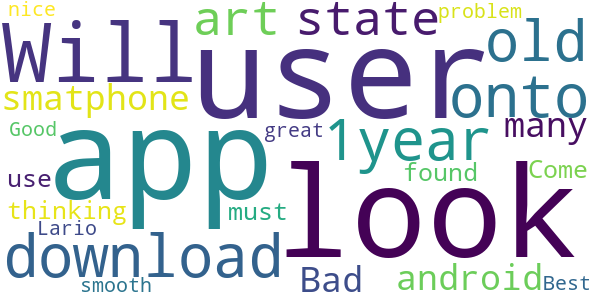 nice
Will
user
art
state
problem
old
onto
smatphone
Good
app
great
1year
many
look
use
found
Come
thinking
must
Lario
download
smooth
Bad
android
Best